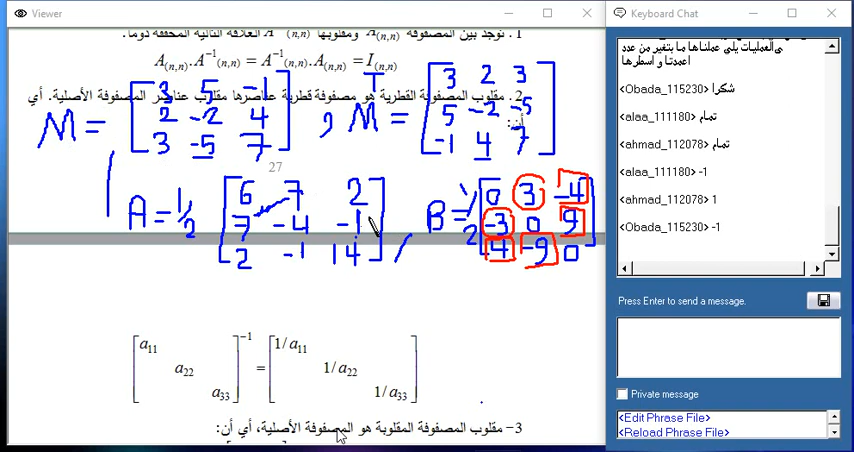 Viewer
1. توجد بين المصفوفة A(n,n) ومقلوبها A⁻¹(n,n) العلاقة التالية المحققة دوماً.
A(n,n).A⁻¹(n,n) = A⁻¹(n,n).A(n,n) = I(n,n)
2. مقلوب المصفوفة القطرية هو مصفوفة قطرية عناصرها مقلوب عناصر المصفوفة الأصلية. أي
أن:
M = [3 5 -1
2 -2 4
3 -5 7] , Mᵀ = [3 2 3
5 -2 -5
-1 4 7]
27
A = 1/2 [6 7 2
7 -4 -1
2 -1 14] , B = 1/2 [0 3 -4
-3 0 9
4 -9 0]
[a₁₁
a₂₂
a₃₃]⁻¹ = [1/a₁₁
1/a₂₂
1/a₃₃]
3- مقلوب المصفوفة المقلوبة هو المصفوفة الأصلية، أي أن:
Keyboard Chat
العمليات يلي عملناها ما بتغير من عدد
اعمدتا و اسطرها
<Obada_115230> شكرا
<alaa_111180> تمام
<ahmad_112078> تمام
<alaa_111180> -1
<ahmad_112078> 1
<Obada_115230> -1
Press Enter to send a message.
Private message
<Edit Phrase File>
<Reload Phrase File>